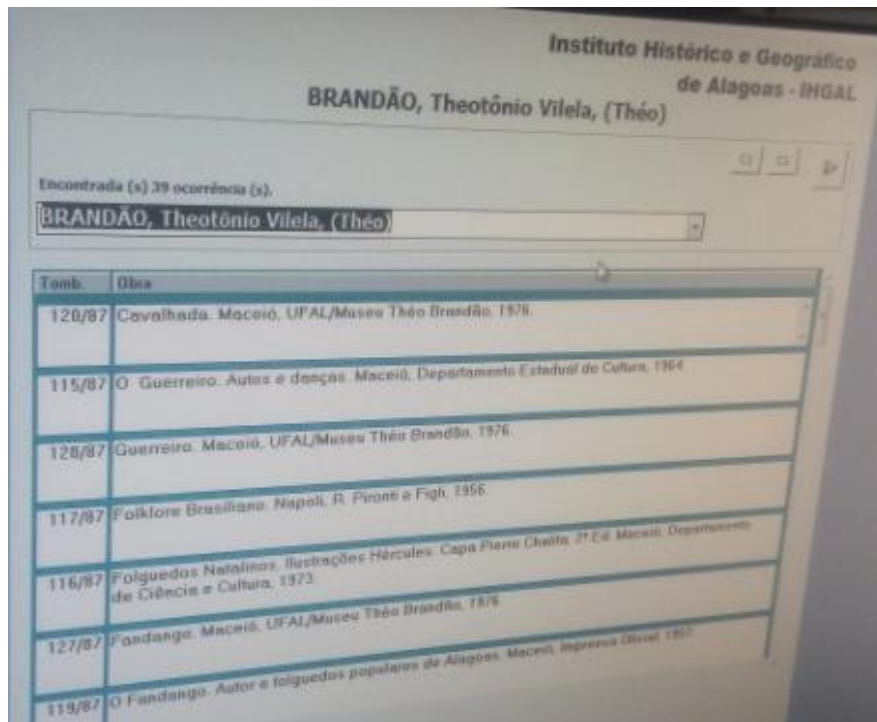 Instituto Histórico e Geográfico
de Alagoas - IHGAL
BRANDÃO, Theotônio Vilela, (Théo)
Encontrada (s) 39 ocorrência (s).
BRANDÃO, Theotônio Vilela, (Théo)
Tomb. Obra
120/87 Cavalhada. Maceió, UFAL/Museu Théo Brandão, 1976.
115/87 O Guerreiro. Autos e danças. Maceió, Departamento Estadual de Cultura, 1964.
128/87 Guerreiro. Maceió, UFAL/Museu Théo Brandão, 1976.
117/87 Folklore Brasiliano. Napoli, R. Pironti e Figli, 1956.
116/87 Folguedos Natalinos. Ilustrações Hércules. Capa Pierre Chalita. 2ª Ed. Maceió, Departamento
de Ciência e Cultura, 1973.
127/87 Fandango. Maceió, UFAL/Museu Théo Brandão, 1976.
119/87 O Fandango. Autor e folguedos populares de Alagoas. Maceió, Imprensa Oficial, 1957.